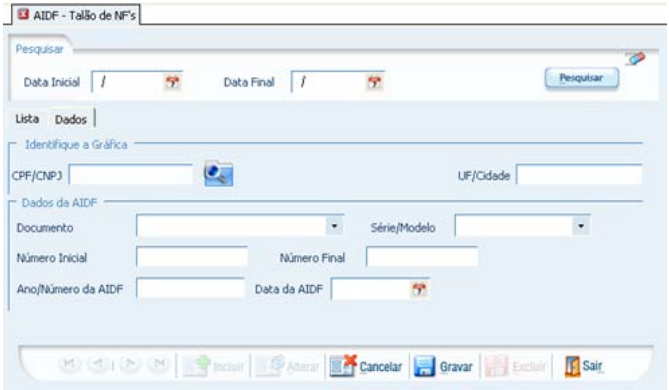 AIDF - Talão de NF's
Pesquisar
Data Inicial / Data Final / Pesquisar
Lista Dados
Identifique a Gráfica
CPF/CNPJ UF/Cidade
Dados da AIDF
Documento Série/Modelo
Número Inicial Número Final
Ano/Número da AIDF Data da AIDF
Incluir Alterar Cancelar Gravar Excluir Sair